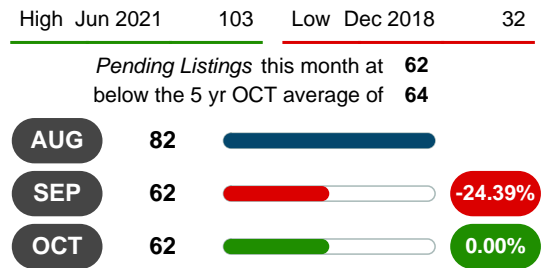 High Jun 2021 103 Low Dec 2018 32
Pending Listings this month at 62
below the 5 yr OCT average of 64
AUG 82
SEP 62 -24.39%
OCT 62 0.00%